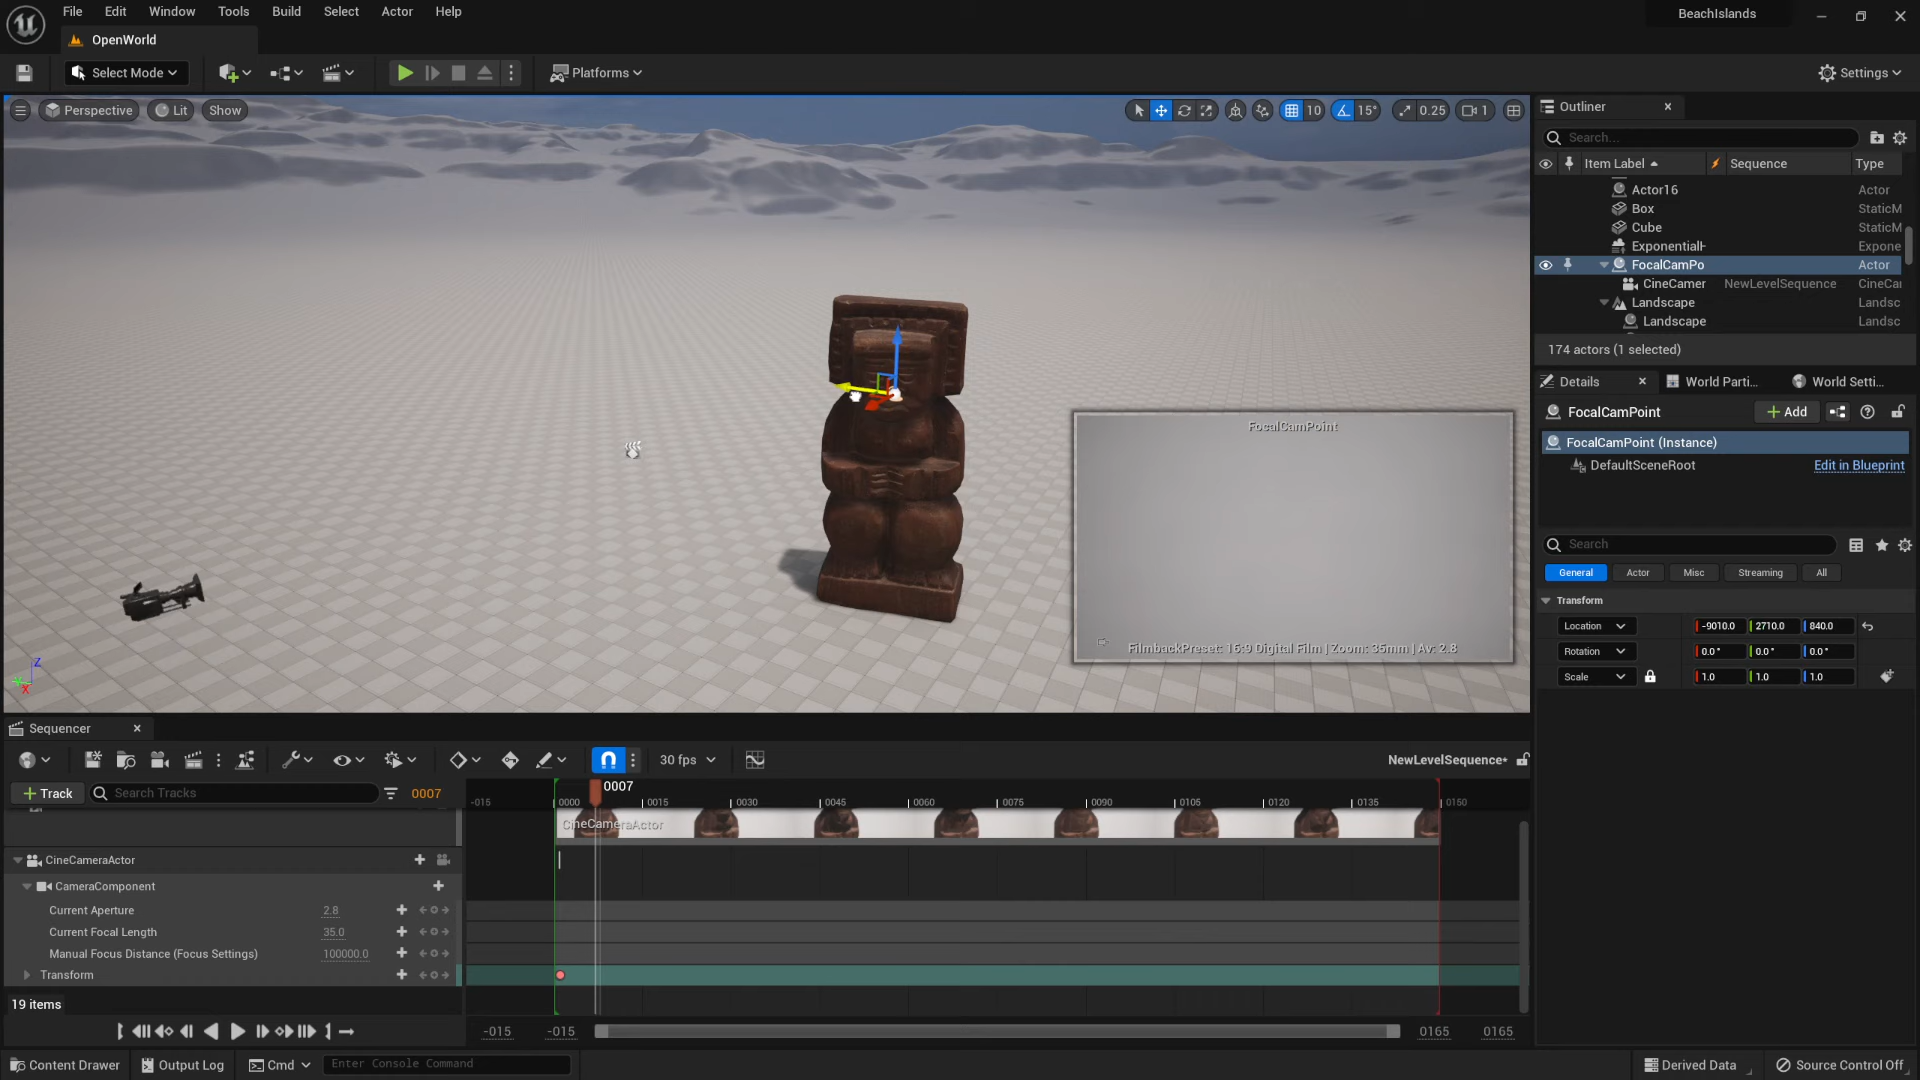 File Edit Window Tools Build Select Actor Help
BeachIslands
OpenWorld
Select Mode
Platforms
Settings
Perspective
Lit
Show
10
15°
0.25
1
Outliner
Search...
Item Label
Sequence
Type
Actor16
Actor
Box
StaticM
Cube
StaticM
ExponentialH
Expone
FocalCamPo
Actor
CineCamer
NewLevelSequence
CineCar
Landscape
Landsc
Landscape
Landsc
174 actors (1 selected)
Details
World Parti...
World Setti...
FocalCamPoint
Add
FocalCamPoint (Instance)
DefaultSceneRoot
Edit in Blueprint
Search
General
Actor
Misc
Streaming
All
Transform
Location
-9010.0
2710.0
840.0
Rotation
0.0°
0.0°
0.0°
Scale
1.0
1.0
1.0
FocalCamPoint
FilmbackPreset: 16:9 Digital Film | Zoom: 35mm | Av: 2.8
Z
Y
X
Sequencer
30 fps
NewLevelSequence*
Track
Search Tracks
0007
0007
-015
0000
0015
0030
0045
0060
0075
0090
0105
0120
0135
0150
CineCameraActor
CineCameraActor
CameraComponent
Current Aperture
2.8
Current Focal Length
35.0
Manual Focus Distance (Focus Settings)
100000.0
Transform
19 items
-015
-015
0165
0165
Content Drawer
Output Log
Cmd
Enter Console Command
Derived Data
Source Control Off